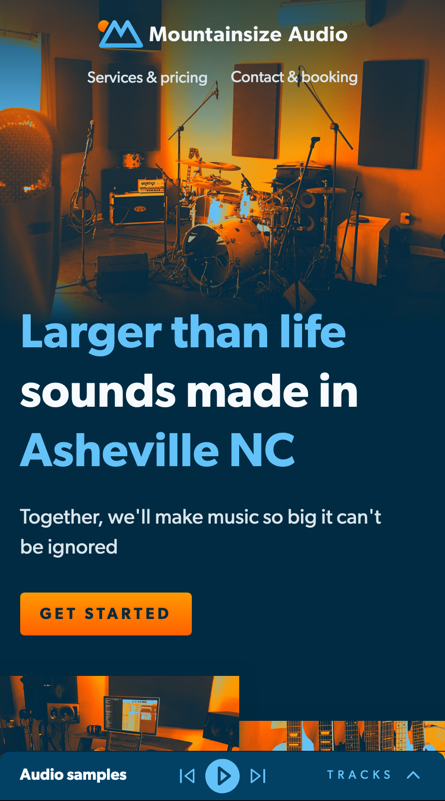 Mountainsize Audio
Services & pricing Contact & booking
Larger than life
sounds made in
Asheville NC
Together, we'll make music so big it can't
be ignored
GET STARTED
Audio samples TRACKS